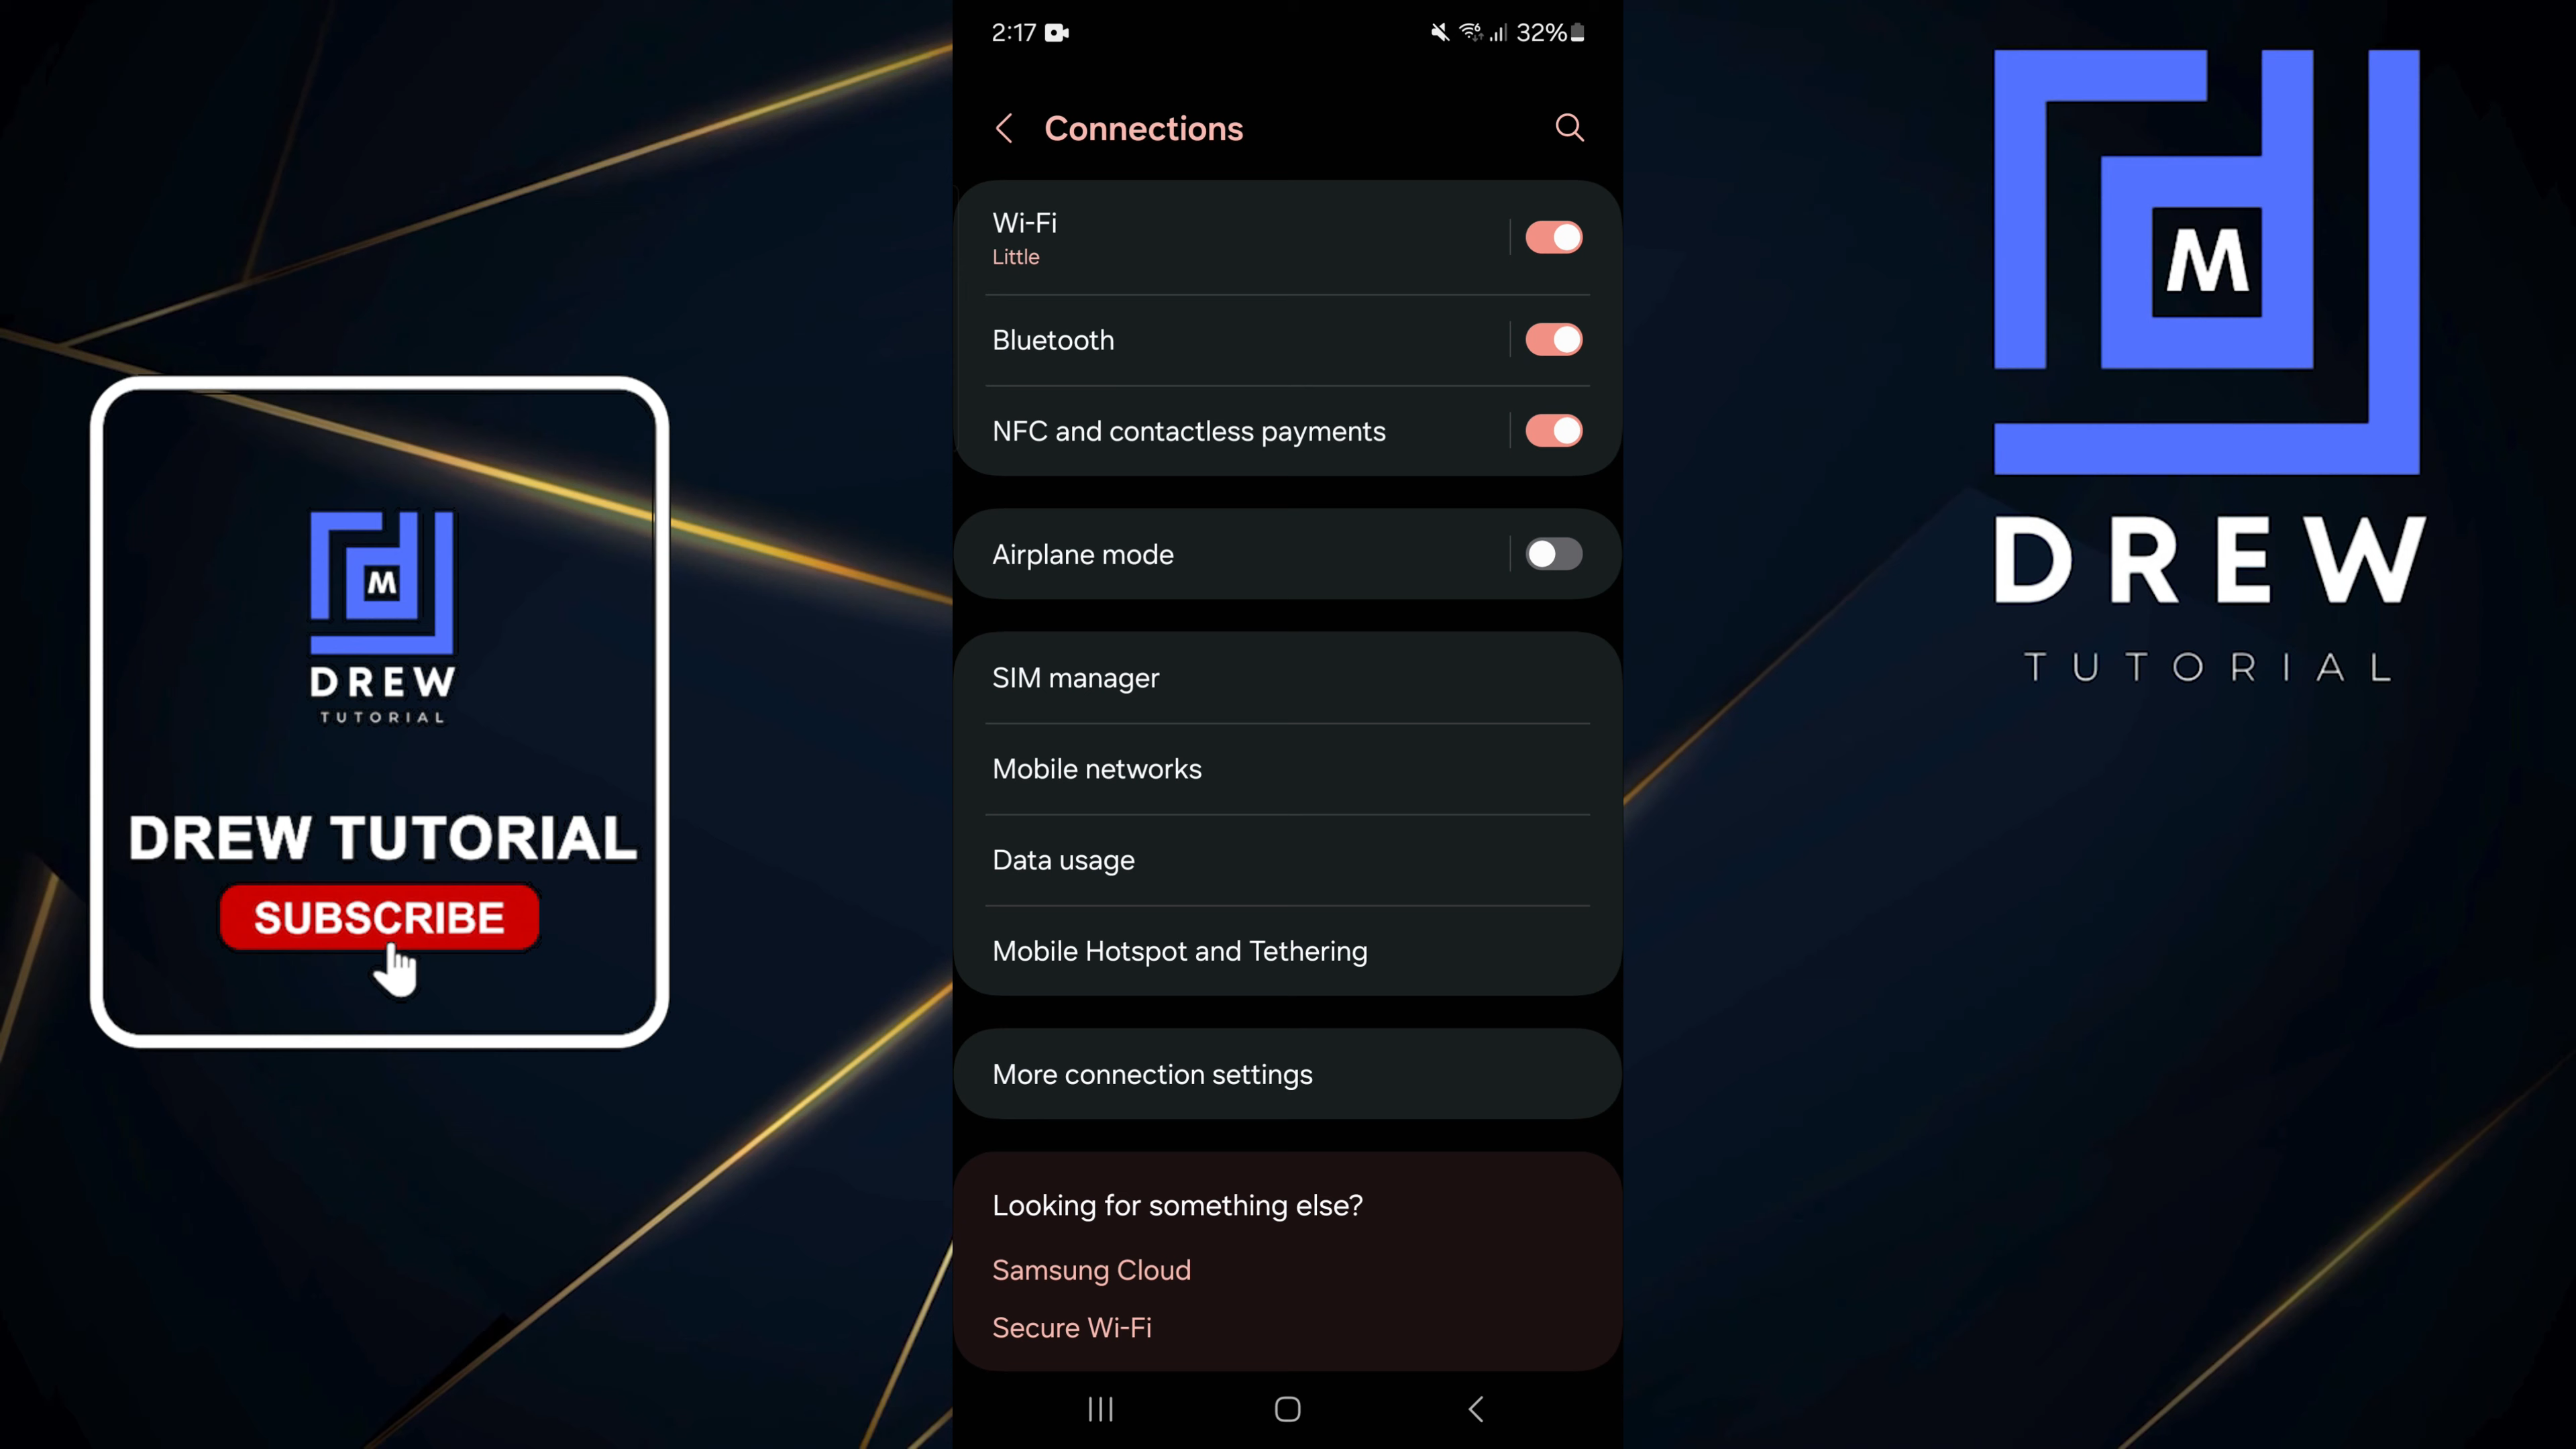 2:17
32%
Connections
Wi-Fi
Little
Bluetooth
NFC and contactless payments
Airplane mode
SIM manager
Mobile networks
Data usage
Mobile Hotspot and Tethering
More connection settings
Looking for something else?
Samsung Cloud
Secure Wi-Fi
M
DREW
TUTORIAL
DREW TUTORIAL
SUBSCRIBE
M
DREW
TUTORIAL